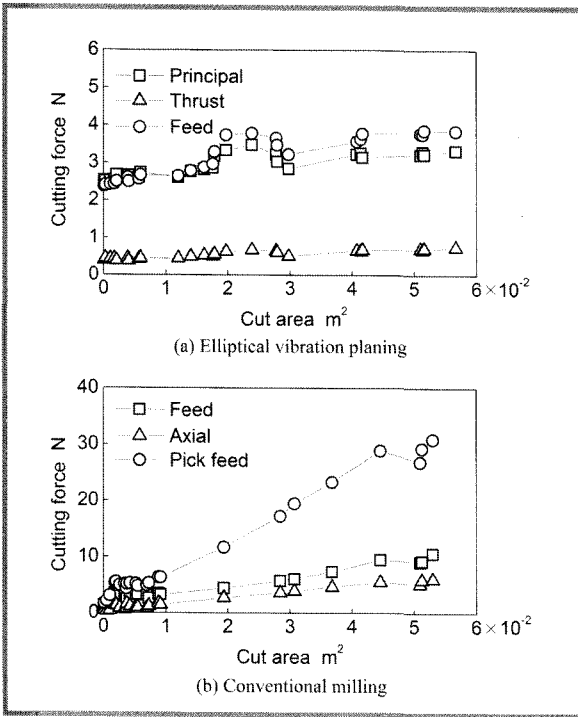 6
5
4
3
2
1
0
Cutting force N
Principal
Thrust
Feed
0 1 2 3 4 5 6×10⁻²
Cut area m²
(a) Elliptical vibration planing
40
30
20
10
0
Cutting force N
Feed
Axial
Pick feed
0 1 2 3 4 5 6×10⁻²
Cut area m²
(b) Conventional milling